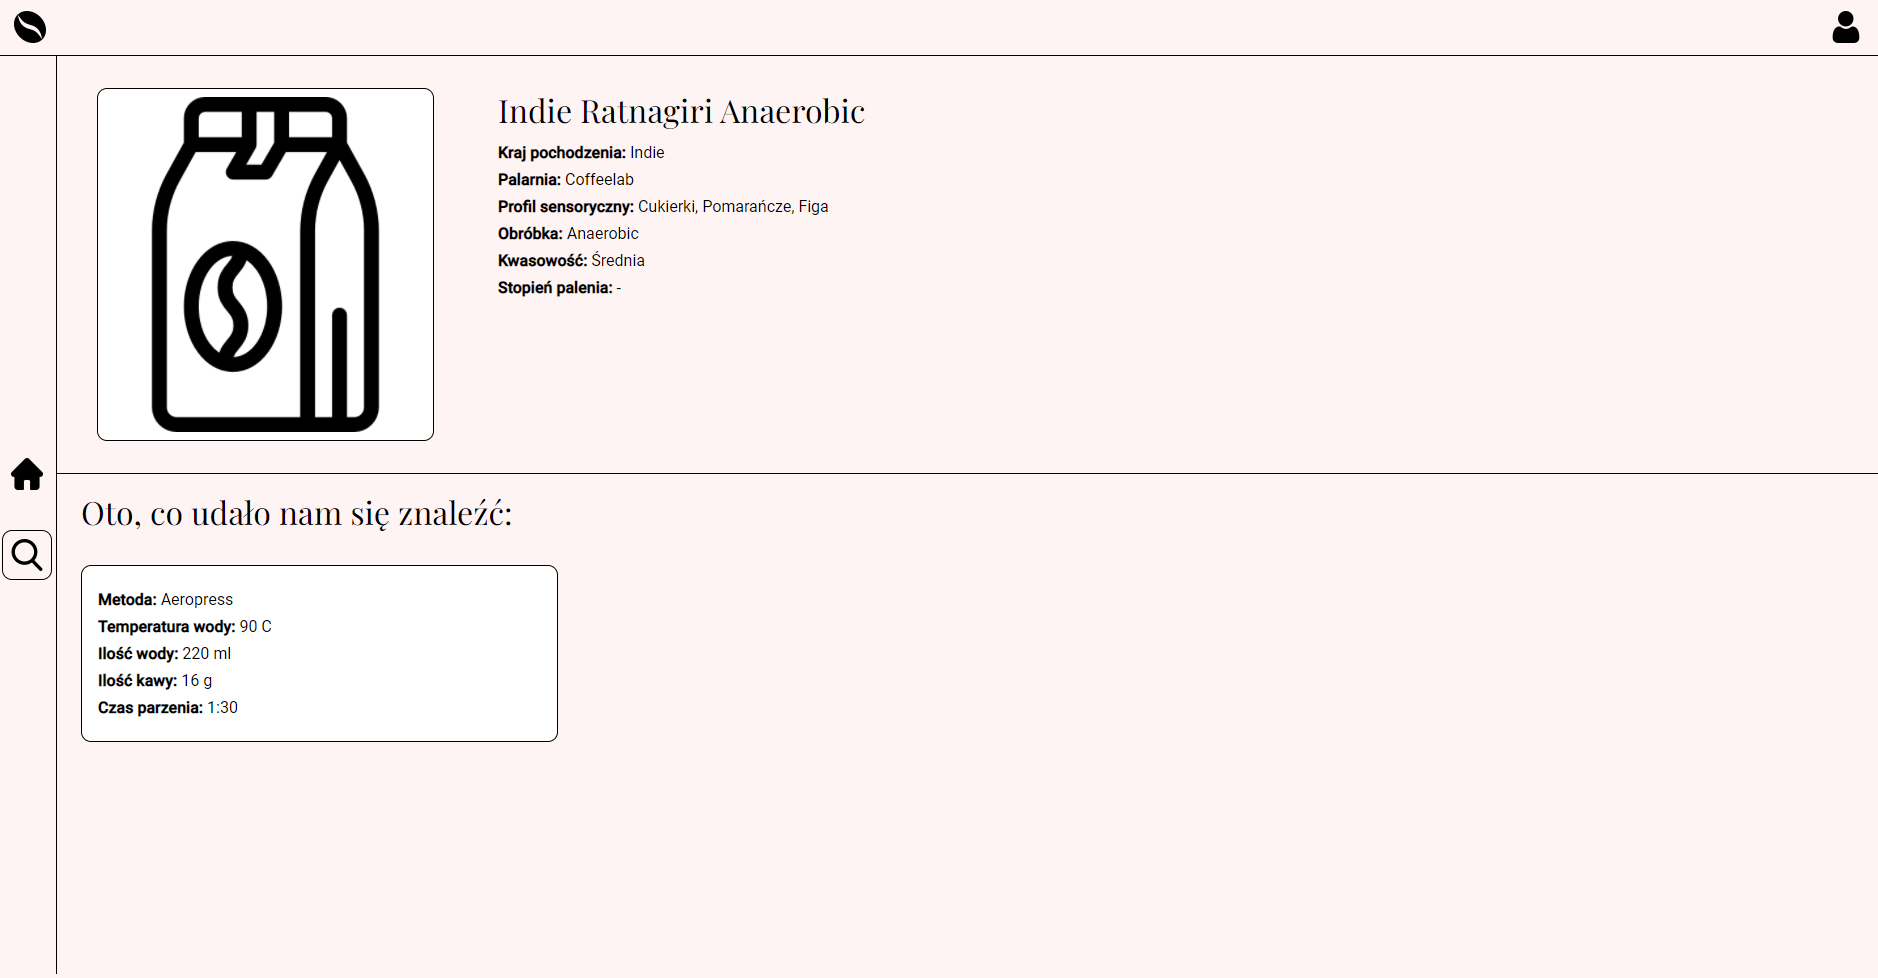 Indie Ratnagiri Anaerobic
Kraj pochodzenia: Indie
Palarnia: Coffeelab
Profil sensoryczny: Cukierki, Pomarańcze, Figa
Obróbka: Anaerobic
Kwasowość: Średnia
Stopień palenia: -
Oto, co udało nam się znaleźć:
Metoda: Aeropress
Temperatura wody: 90 C
Ilość wody: 220 ml
Ilość kawy: 16 g
Czas parzenia: 1:30